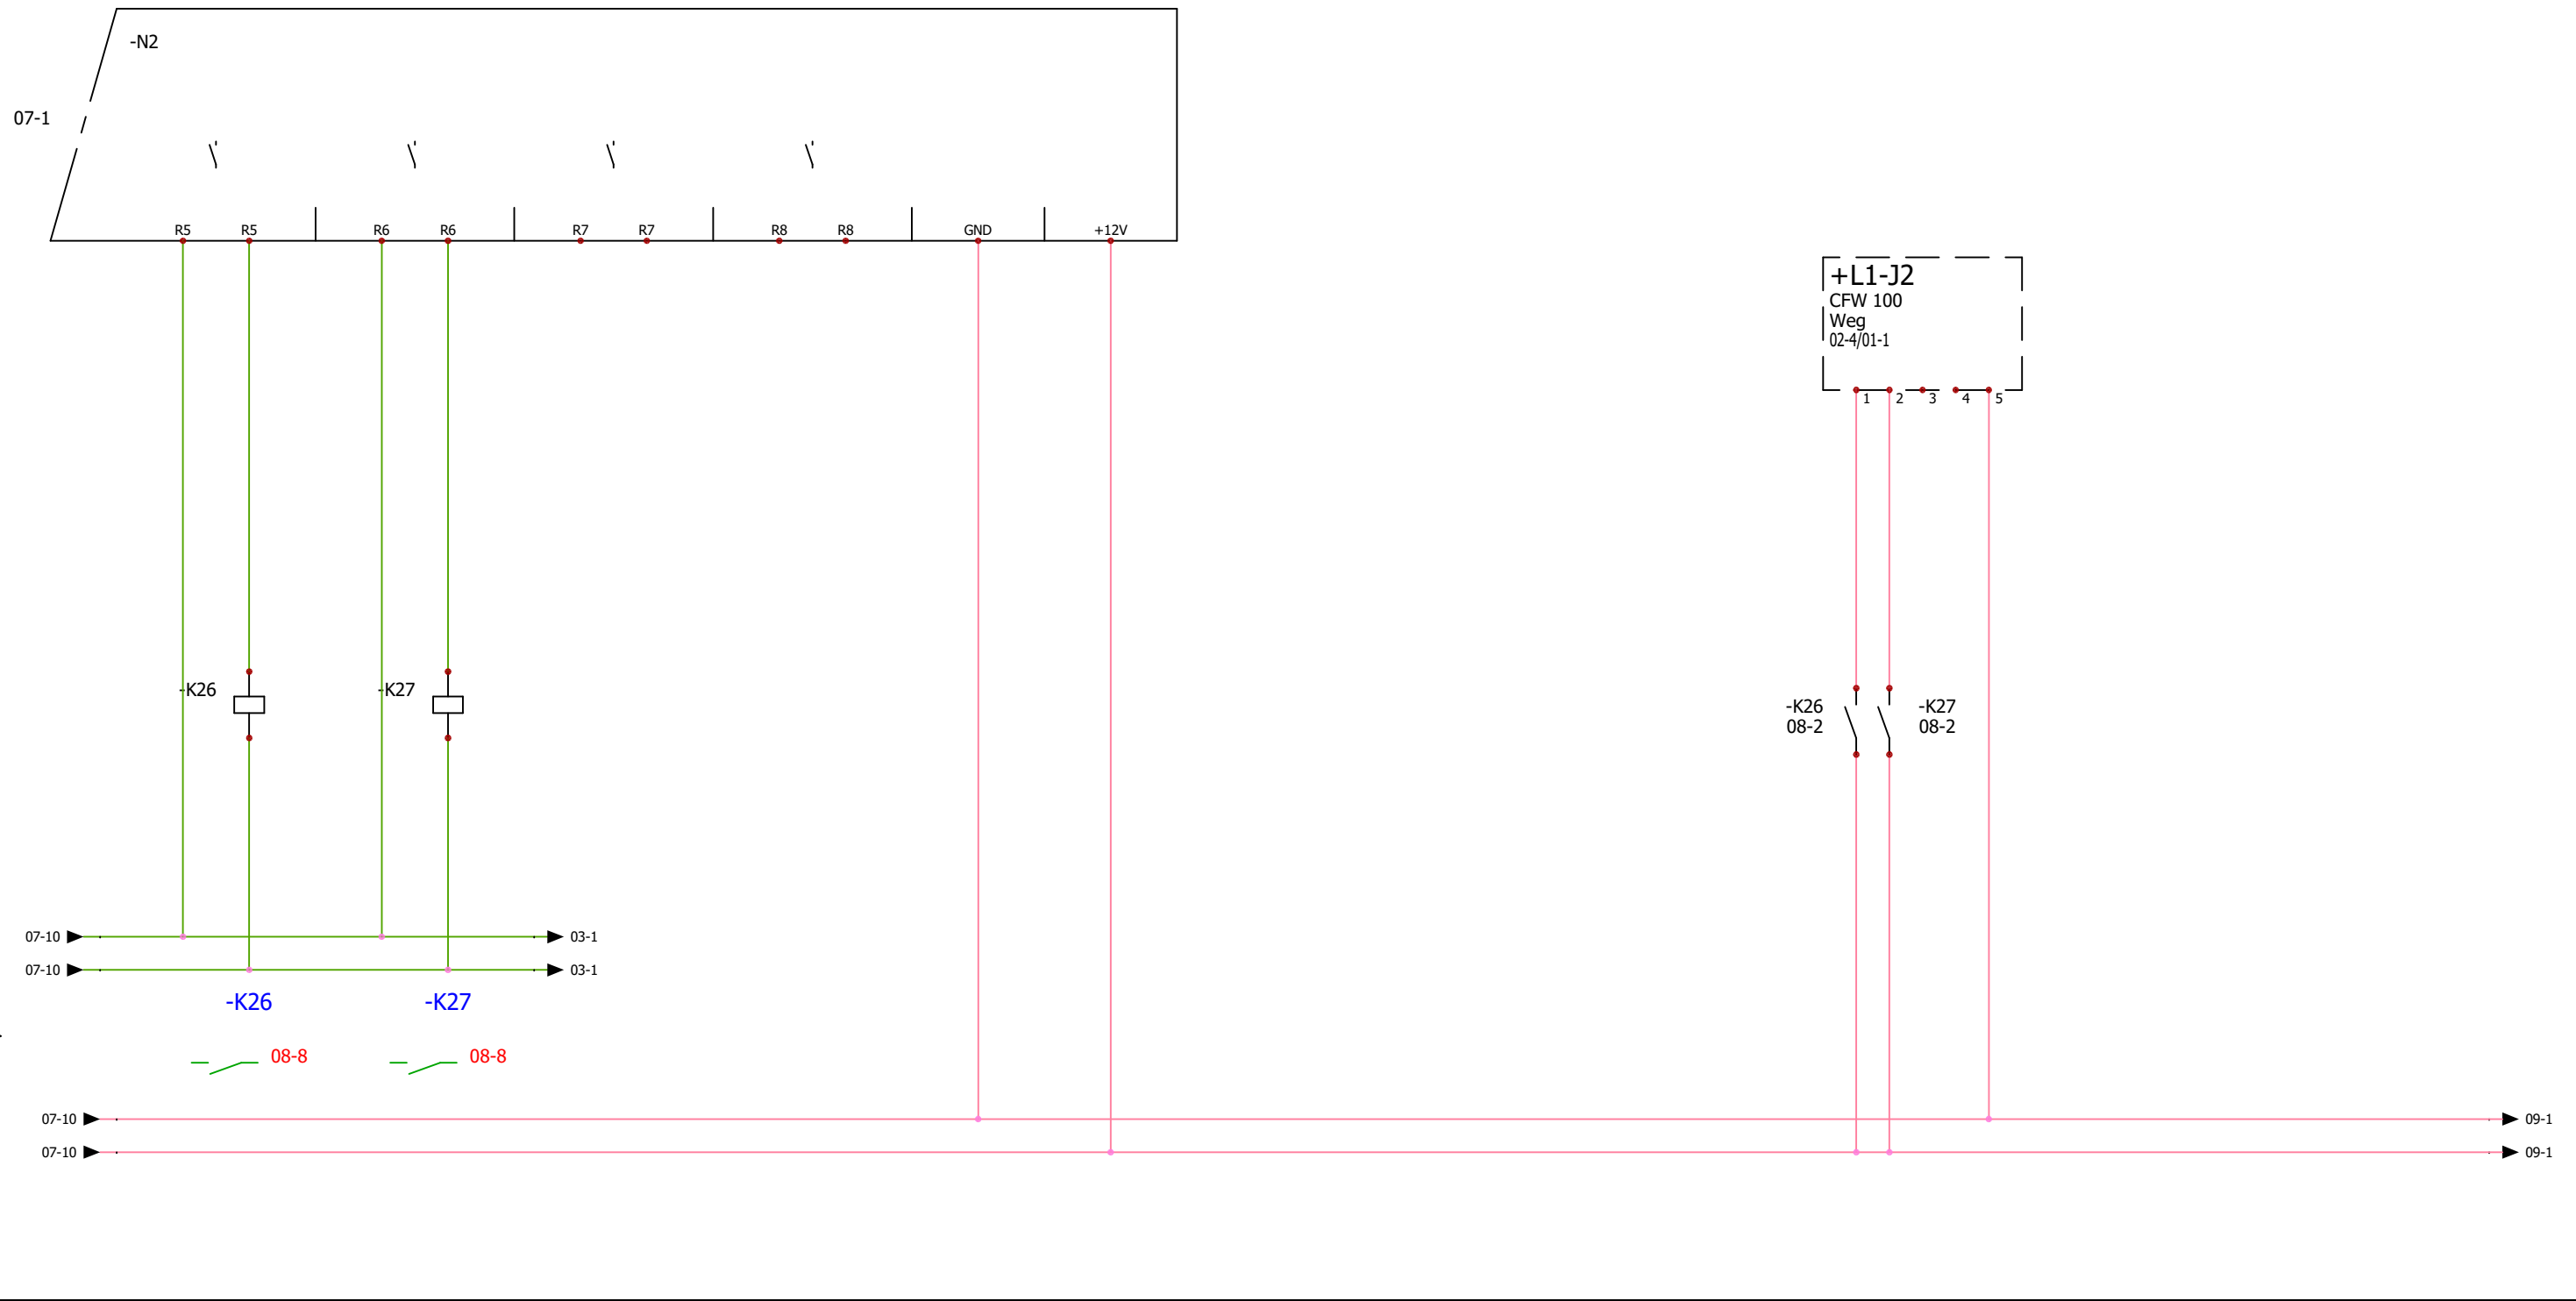 -N2
07-1
R5 R5 R6 R6 R7 R7 R8 R8 GND +12V
+L1-J2
CFW 100
Weg
02-4/01-1
1 2 3 4 5
-K26 -K27
-K26 -K27
08-2 08-2
07-10 03-1
07-10 03-1
-K26 -K27
08-8 08-8
07-10 09-1
07-10 09-1